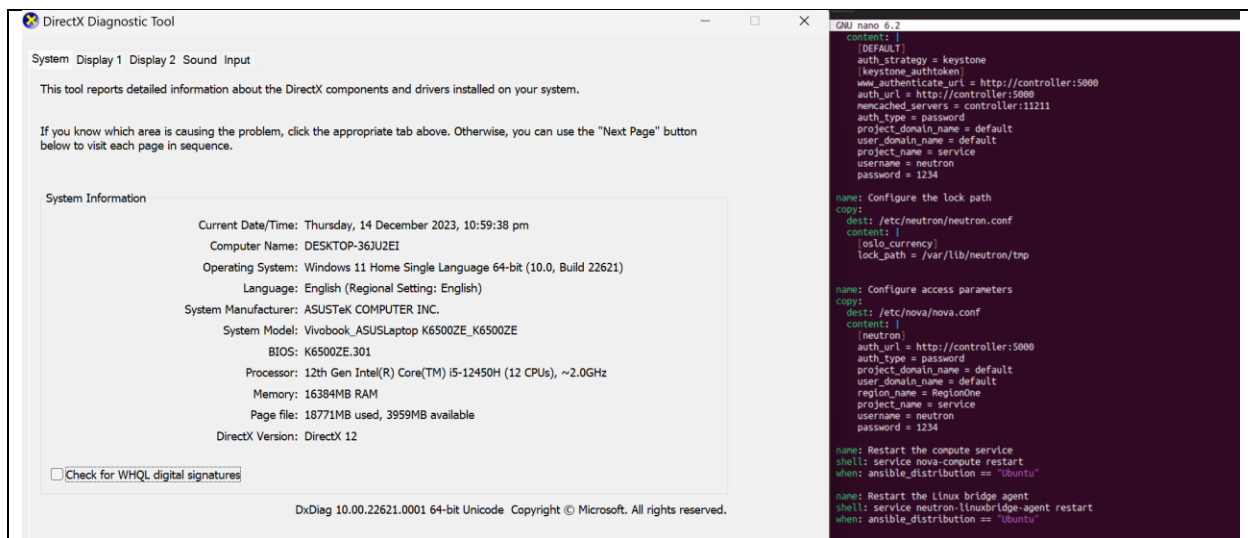 DirectX Diagnostic Tool
System Display 1 Display 2 Sound Input
This tool reports detailed information about the DirectX components and drivers installed on your system.
If you know which area is causing the problem, click the appropriate tab above. Otherwise, you can use the "Next Page" button
below to visit each page in sequence.
System Information
Current Date/Time: Thursday, 14 December 2023, 10:59:38 pm
Computer Name: DESKTOP-36JU2EI
Operating System: Windows 11 Home Single Language 64-bit (10.0, Build 22621)
Language: English (Regional Setting: English)
System Manufacturer: ASUSTeK COMPUTER INC.
System Model: Vivobook_ASUSLaptop K6500ZE_K6500ZE
BIOS: K6500ZE.301
Processor: 12th Gen Intel(R) Core(TM) i5-12450H (12 CPUs), ~2.0GHz
Memory: 16384MB RAM
Page file: 18771MB used, 3959MB available
DirectX Version: DirectX 12
Check for WHQL digital signatures
DxDiag 10.00.22621.0001 64-bit Unicode Copyright © Microsoft. All rights reserved.
GNU nano 6.2
content: |
[DEFAULT]
auth_strategy = keystone
[keystone_authtoken]
www_authenticate_uri = http://controller:5000
auth_url = http://controller:5000
memcached_servers = controller:11211
auth_type = password
project_domain_name = default
user_domain_name = default
project_name = service
username = neutron
password = 1234
name: Configure the lock path
copy:
dest: /etc/neutron/neutron.conf
content: |
[oslo_currency]
lock_path = /var/lib/neutron/tmp
name: Configure access parameters
copy:
dest: /etc/nova/nova.conf
content: |
[neutron]
auth_url = http://controller:5000
auth_type = password
project_domain_name = default
user_domain_name = default
region_name = RegionOne
project_name = service
username = neutron
password = 1234
name: Restart the compute service
shell: service nova-compute restart
when: ansible_distribution == "Ubuntu"
name: Restart the Linux bridge agent
shell: service neutron-linuxbridge-agent restart
when: ansible_distribution == "Ubuntu"